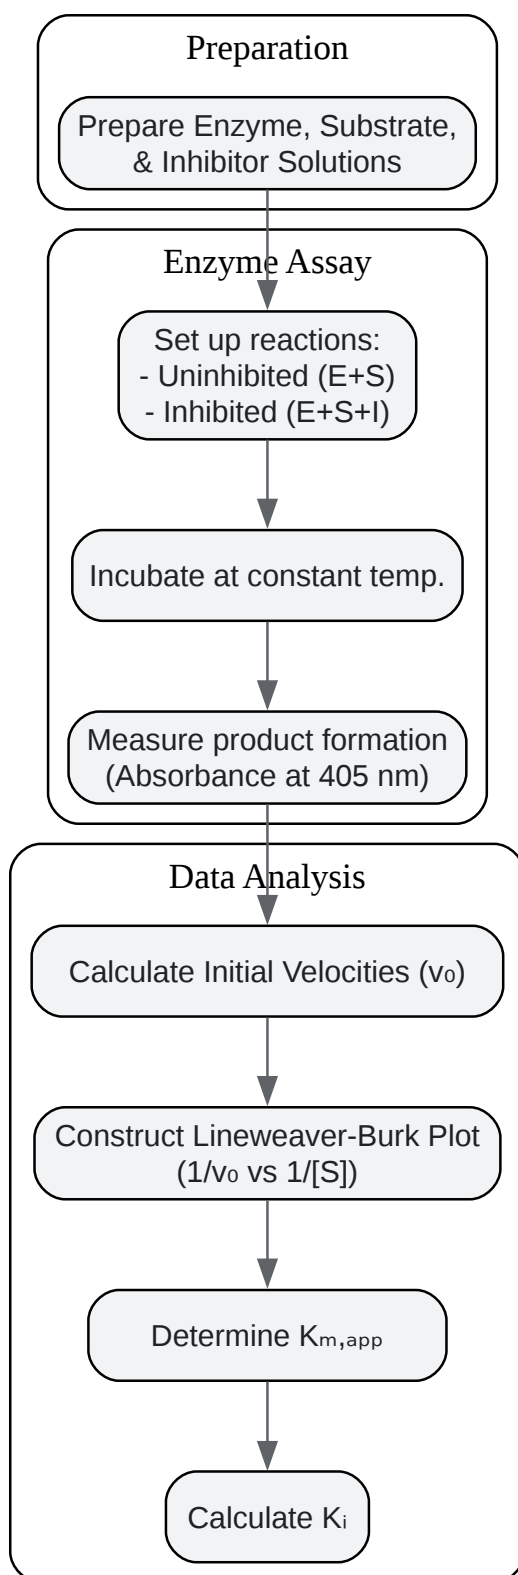 Preparation
Prepare Enzyme, Substrate,
& Inhibitor Solutions
Enzyme Assay
Set up reactions:
- Uninhibited (E+S)
- Inhibited (E+S+I)
Incubate at constant temp.
Measure product formation
(Absorbance at 405 nm)
Data Analysis
Calculate Initial Velocities (v₀)
Construct Lineweaver-Burk Plot
(1/v₀ vs 1/[S])
Determine Kₘ,ₐₚₚ
Calculate Kᵢ